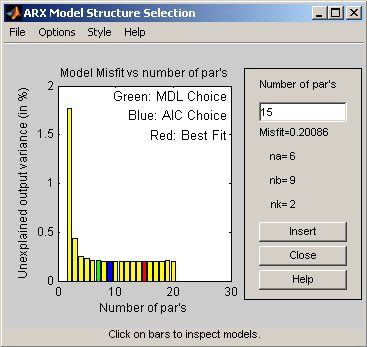 ARX Model Structure Selection
File Options Style Help
Model Misfit vs number of par's
Unexplained output variance (in %)
2
1.5
1
0.5
0
Green: MDL Choice
Blue: AIC Choice
Red: Best Fit
0 10 20 30
Number of par's
Number of par's
15
Misfit=0.20086
na= 6
nb= 9
nk= 2
Insert
Close
Help
Click on bars to inspect models.